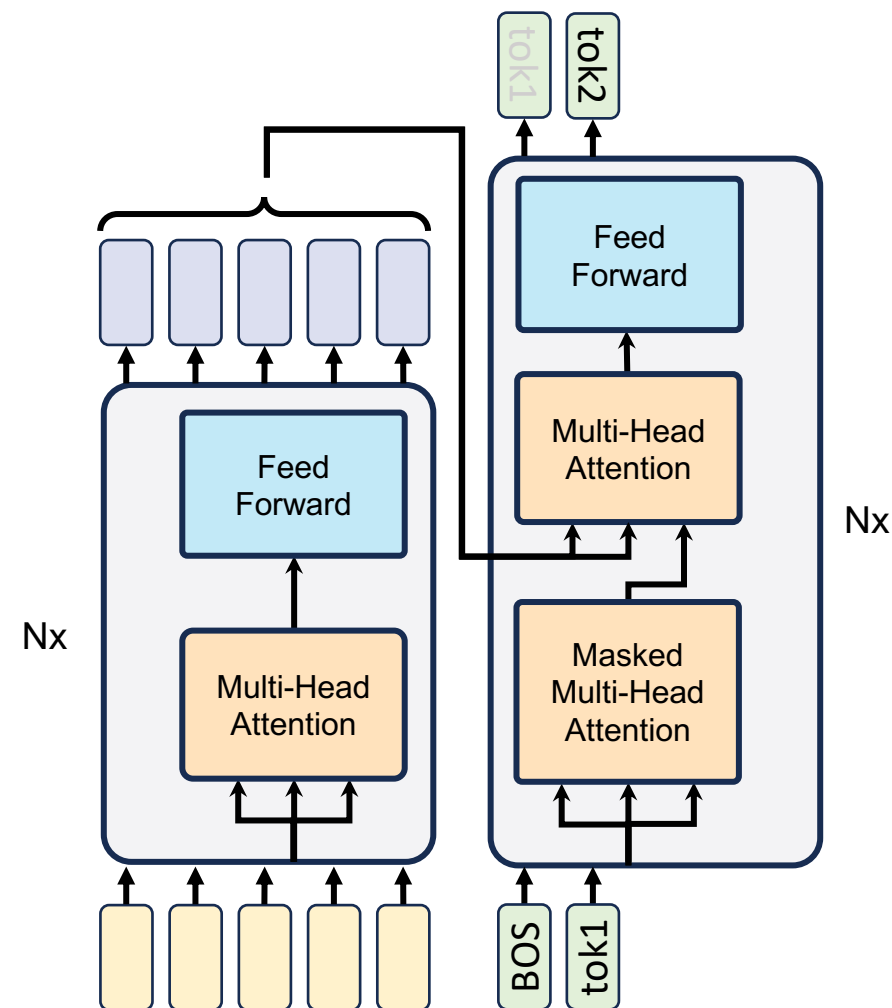 tok1
tok2
Feed
Forward
Multi-Head
Attention
Feed
Forward
Nx
Masked
Multi-Head
Attention
Nx
Multi-Head
Attention
BOS
tok1